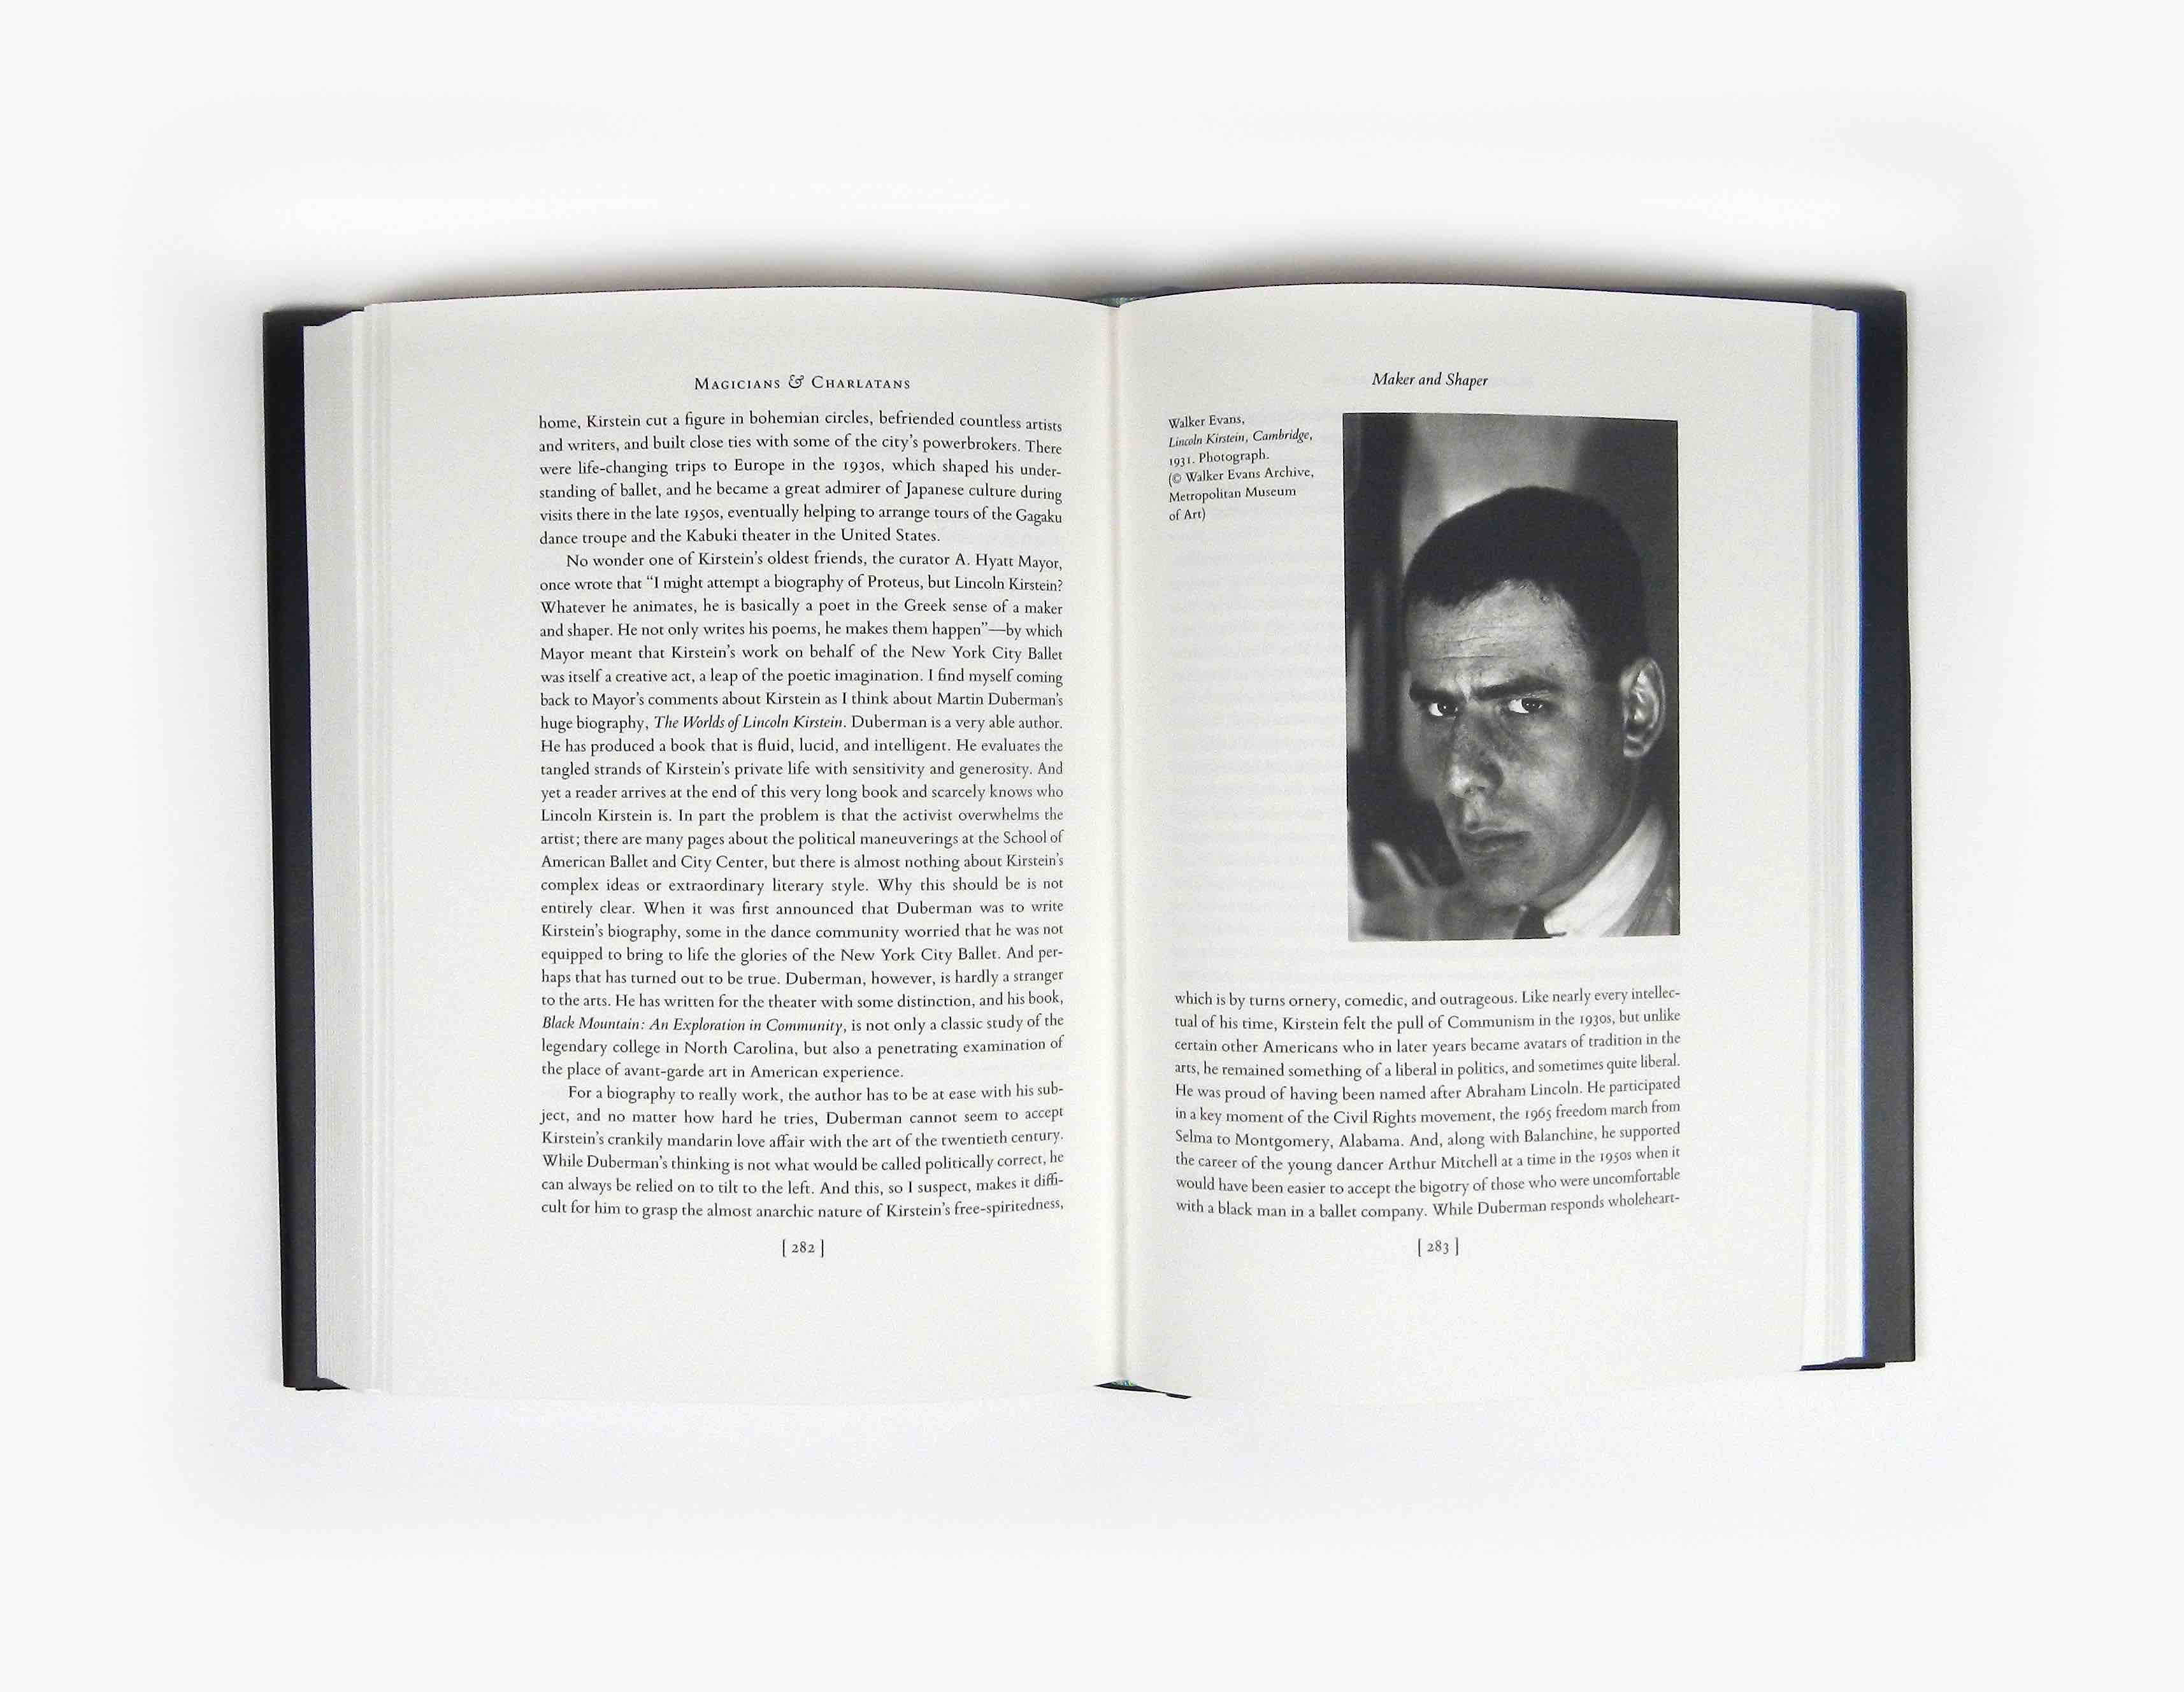 MAGICIANS & CHARLATANS
home, Kirstein cut a figure in bohemian circles, befriended countless artists
and writers, and built close ties with some of the city's powerbrokers. There
were life-changing trips to Europe in the 1930s, which shaped his under-
standing of ballet, and he became a great admirer of Japanese culture during
visits there in the late 1950s, eventually helping to arrange tours of the Gagaku
dance troupe and the Kabuki theater in the United States.
No wonder one of Kirstein's oldest friends, the curator A. Hyatt Mayor,
once wrote that “I might attempt a biography of Proteus, but Lincoln Kirstein?
Whatever he animates, he is basically a poet in the Greek sense of a maker
and shaper. He not only writes his poems, he makes them happen”—by which
Mayor meant that Kirstein's work on behalf of the New York City Ballet
was itself a creative act, a leap of the poetic imagination. I find myself coming
back to Mayor's comments about Kirstein as I think about Martin Duberman's
huge biography, The Worlds of Lincoln Kirstein. Duberman is a very able author.
He has produced a book that is fluid, lucid, and intelligent. He evaluates the
tangled strands of Kirstein's private life with sensitivity and generosity. And
yet a reader arrives at the end of this very long book and scarcely knows who
Lincoln Kirstein is. In part the problem is that the activist overwhelms the
artist; there are many pages about the political maneuverings at the School of
American Ballet and City Center, but there is almost nothing about Kirstein's
complex ideas or extraordinary literary style. Why this should be is not
entirely clear. When it was first announced that Duberman was to write
Kirstein's biography, some in the dance community worried that he was not
equipped to bring to life the glories of the New York City Ballet. And per-
haps that has turned out to be true. Duberman, however, is hardly a stranger
to the arts. He has written for the theater with some distinction, and his book,
Black Mountain: An Exploration in Community, is not only a classic study of the
legendary college in North Carolina, but also a penetrating examination of
the place of avant-garde art in American experience.
For a biography to really work, the author has to be at ease with his sub-
ject, and no matter how hard he tries, Duberman cannot seem to accept
Kirstein's crankily mandarin love affair with the art of the twentieth century.
While Duberman's thinking is not what would be called politically correct, he
can always be relied on to tilt to the left. And this, so I suspect, makes it diffi-
cult for him to grasp the almost anarchic nature of Kirstein's free-spiritedness,
[ 282 ]
Maker and Shaper
Walker Evans,
Lincoln Kirstein, Cambridge,
1931. Photograph.
(© Walker Evans Archive,
Metropolitan Museum
of Art)
which is by turns ornery, comedic, and outrageous. Like nearly every intellec-
tual of his time, Kirstein felt the pull of Communism in the 1930s, but unlike
certain other Americans who in later years became avatars of tradition in the
arts, he remained something of a liberal in politics, and sometimes quite liberal.
He was proud of having been named after Abraham Lincoln. He participated
in a key moment of the Civil Rights movement, the 1965 freedom march from
Selma to Montgomery, Alabama. And, along with Balanchine, he supported
the career of the young dancer Arthur Mitchell at a time in the 1950s when it
would have been easier to accept the bigotry of those who were uncomfortable
with a black man in a ballet company. While Duberman responds wholeheart-
[ 283 ]